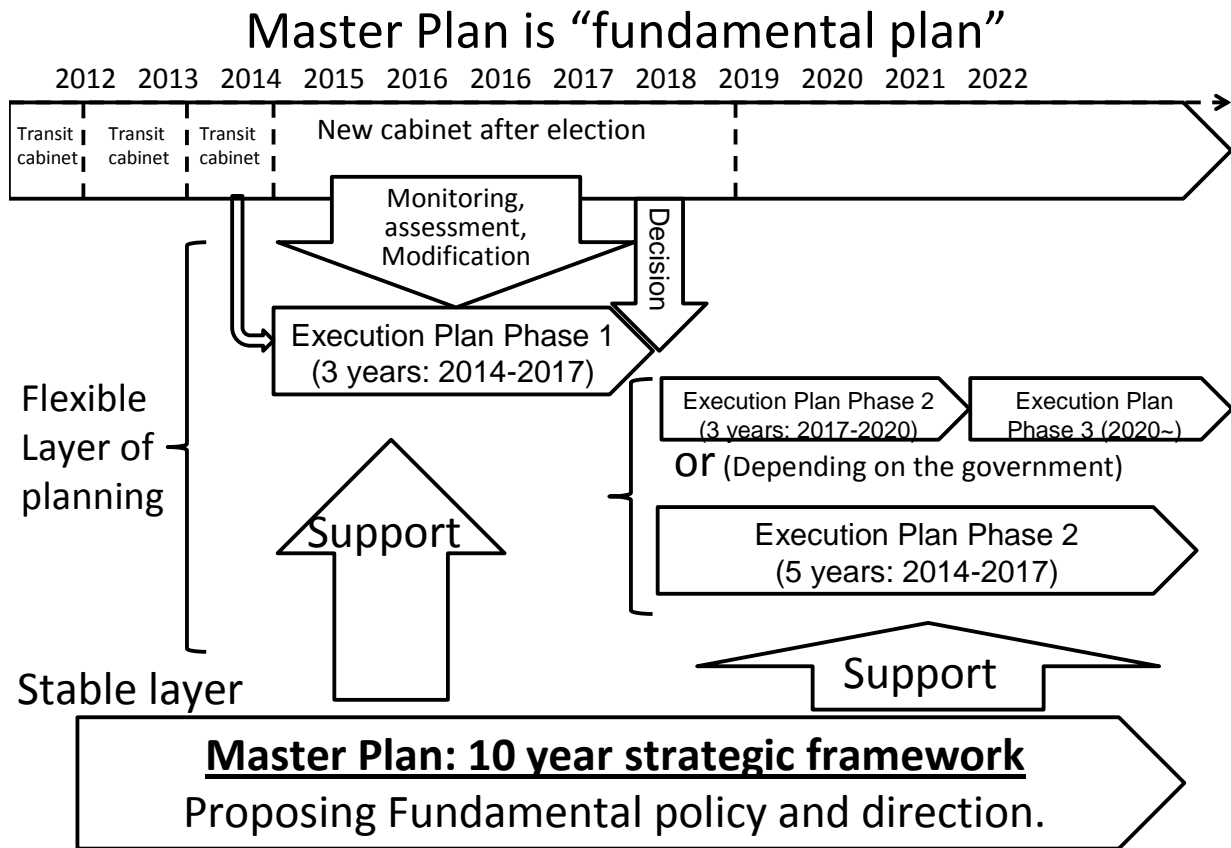 Master Plan is “fundamental plan”
2012 2013 2014 2015 2016 2016 2017 2018 2019 2020 2021 2022
Transit
cabinet
Transit
cabinet
Transit
cabinet
New cabinet after election
Monitoring,
assessment,
Modification
Decision
Execution Plan Phase 1
(3 years: 2014-2017)
Flexible
Layer of
planning
Execution Plan Phase 2
(3 years: 2017-2020)
Execution Plan
Phase 3 (2020~)
or (Depending on the government)
Execution Plan Phase 2
(5 years: 2014-2017)
Support
Support
Stable layer
Master Plan: 10 year strategic framework
Proposing Fundamental policy and direction.